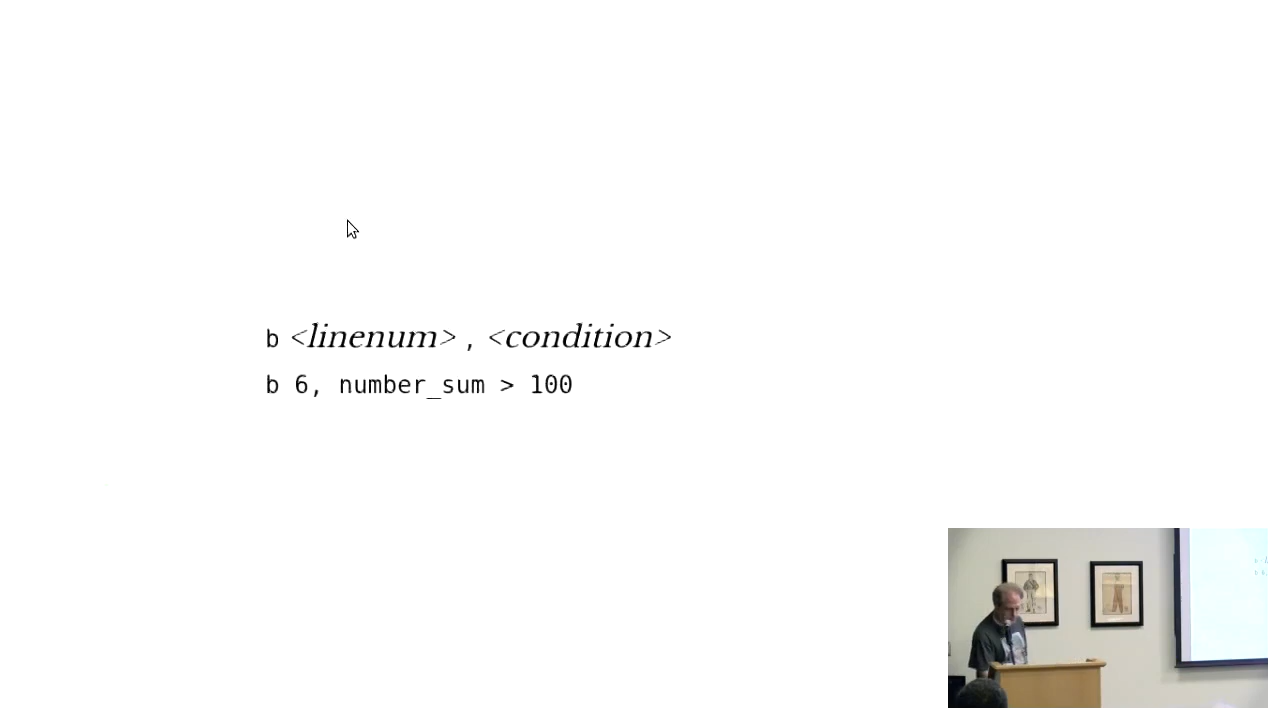 b <linenum> , <condition>
b 6, number_sum > 100